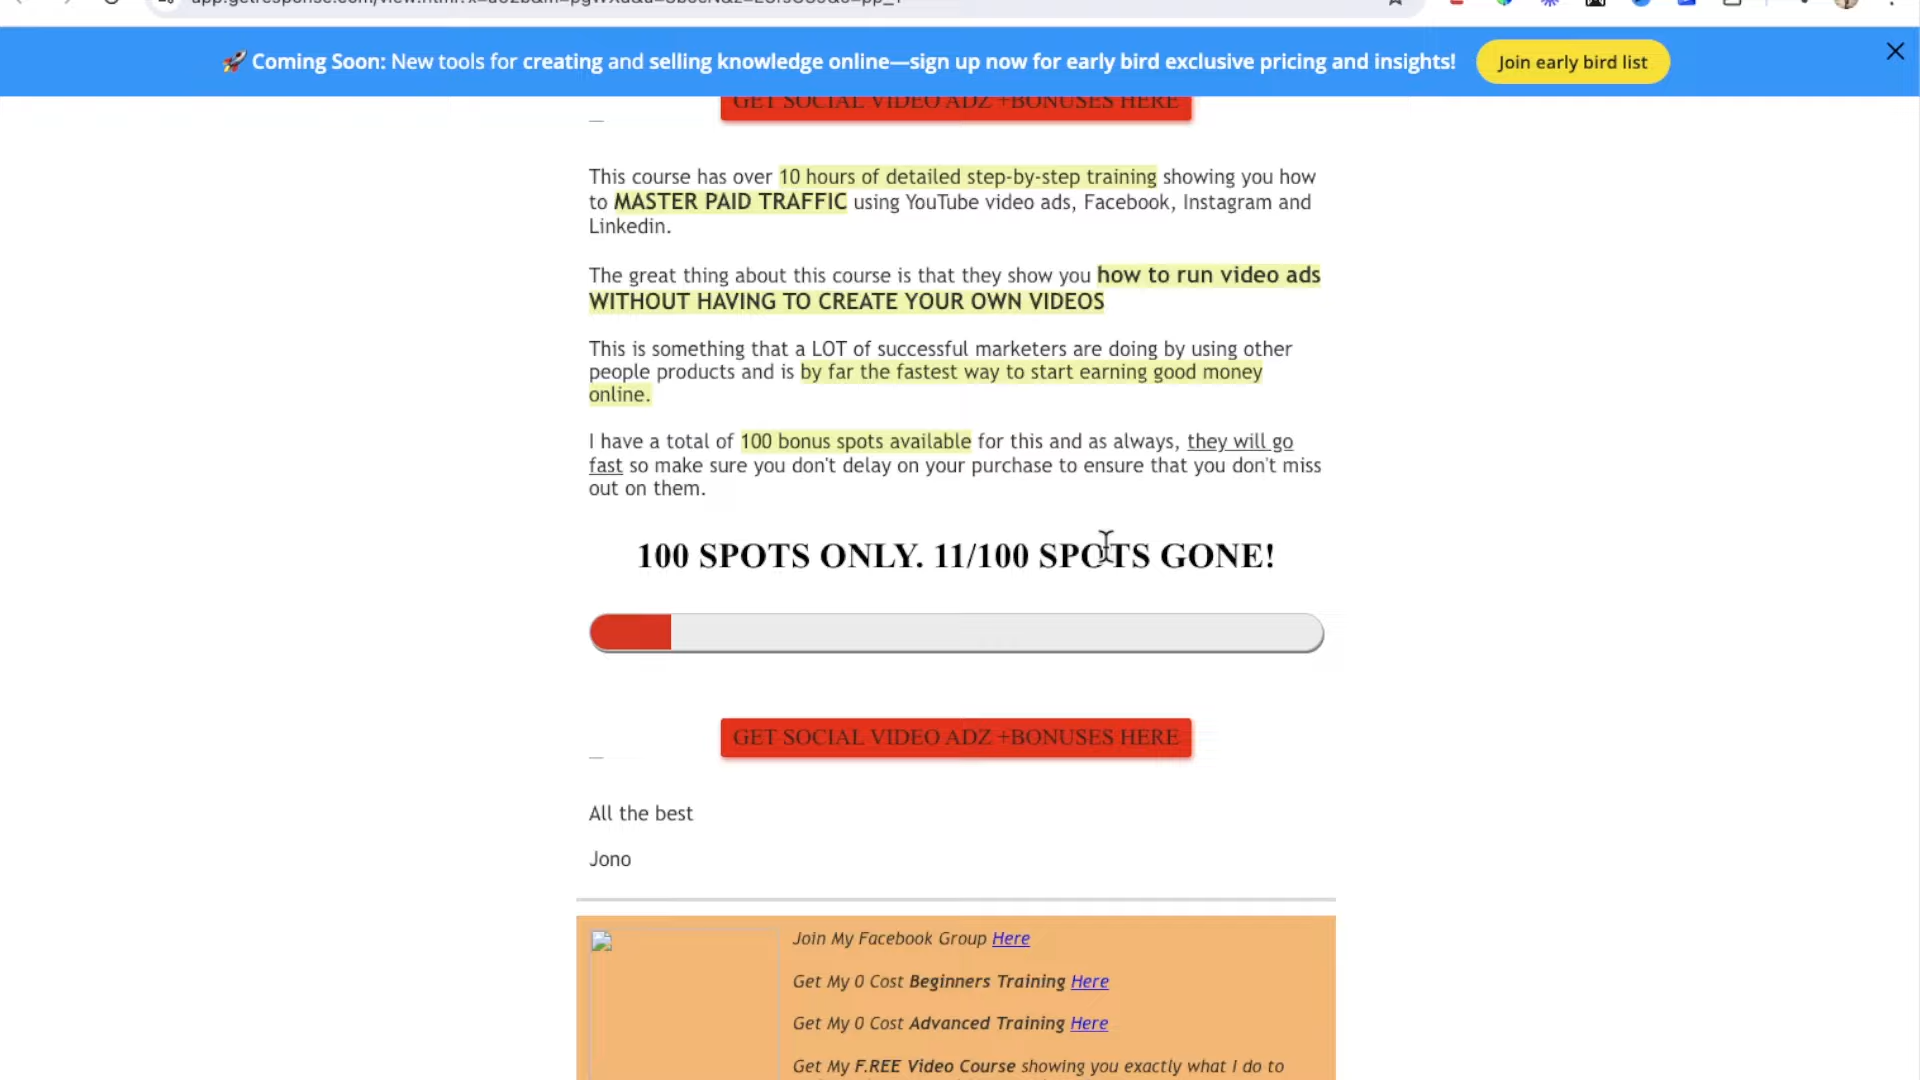 🚀 Coming Soon: New tools for creating and selling knowledge online—sign up now for early bird exclusive pricing and insights! Join early bird list
GET SOCIAL VIDEO ADZ +BONUSES HERE
This course has over 10 hours of detailed step-by-step training showing you how
to MASTER PAID TRAFFIC using YouTube video ads, Facebook, Instagram and
Linkedin.
The great thing about this course is that they show you how to run video ads
WITHOUT HAVING TO CREATE YOUR OWN VIDEOS
This is something that a LOT of successful marketers are doing by using other
people products and is by far the fastest way to start earning good money
online.
I have a total of 100 bonus spots available for this and as always, they will go
fast so make sure you don't delay on your purchase to ensure that you don't miss
out on them.
100 SPOTS ONLY. 11/100 SPOTS GONE!
GET SOCIAL VIDEO ADZ +BONUSES HERE
All the best
Jono
Join My Facebook Group Here
Get My 0 Cost Beginners Training Here
Get My 0 Cost Advanced Training Here
Get My F.REE Video Course showing you exactly what I do to